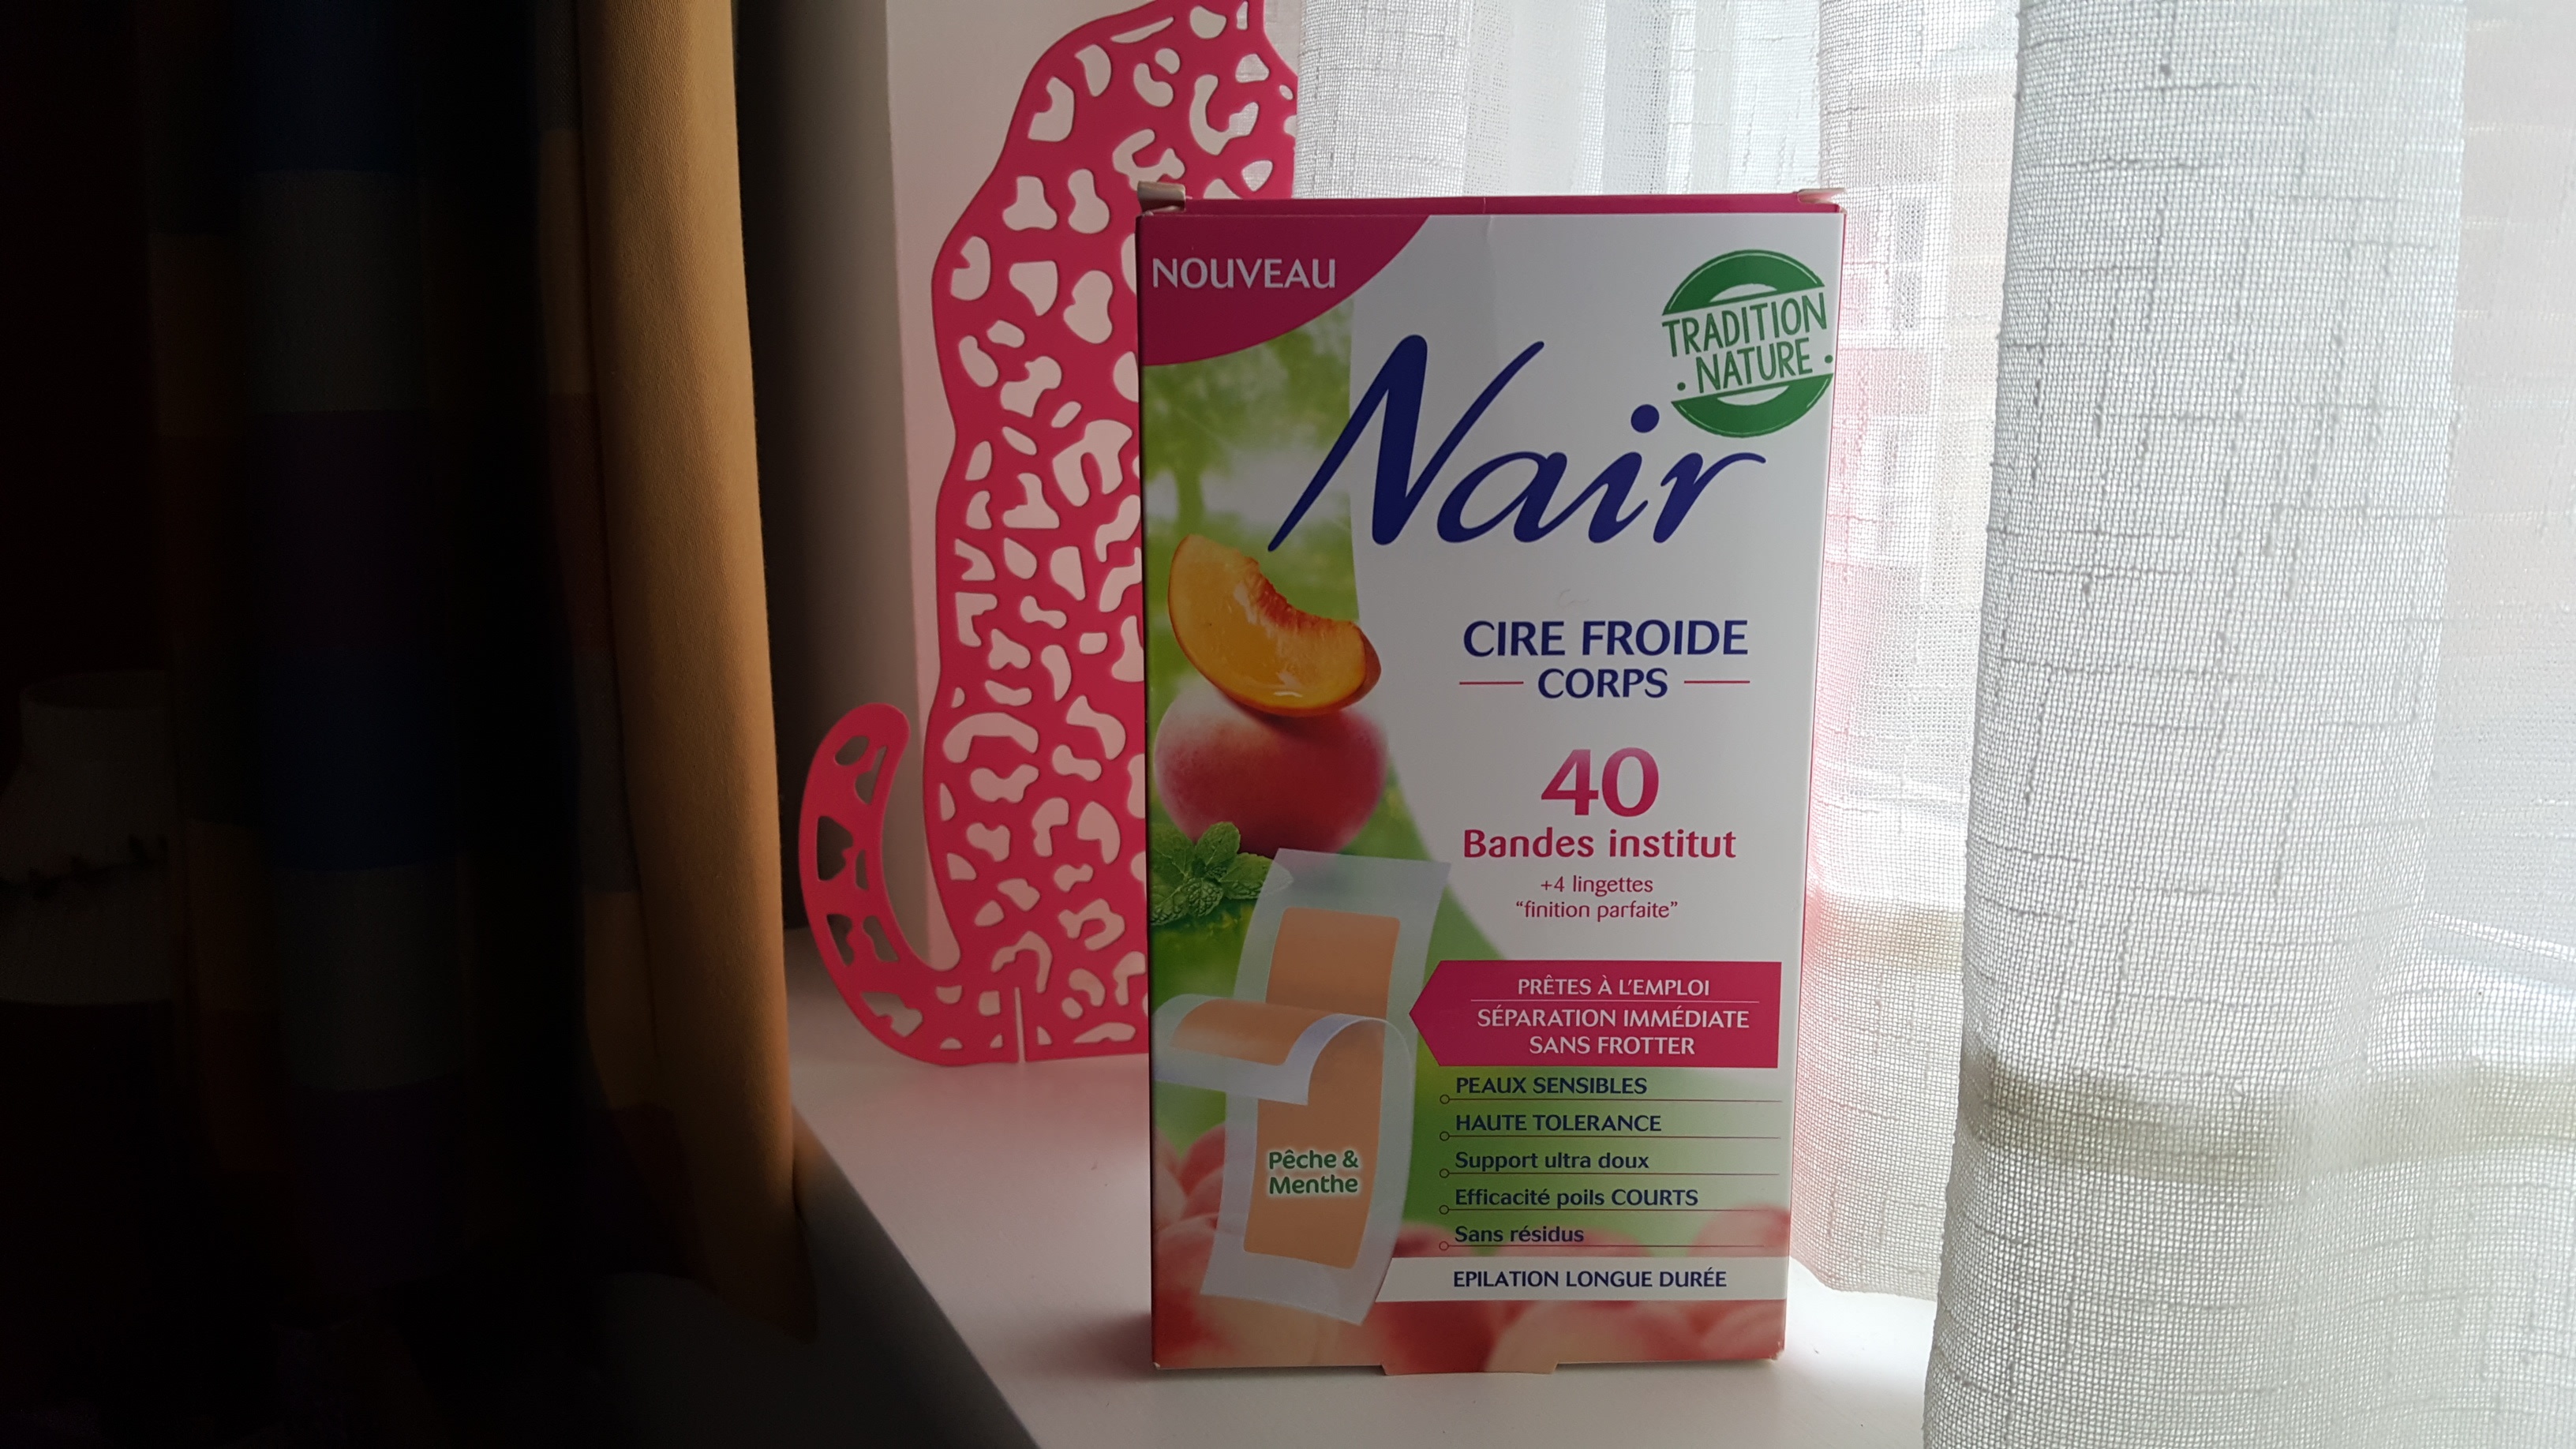 NOUVEAU
TRADITION
NATURE
Nair
CIRE FROIDE
CORPS
40
Bandes institut
+4 lingettes
“finition parfaite”
PRÊTES À L’EMPLOI
SÉPARATION IMMÉDIATE
SANS FROTTER
PEAUX SENSIBLES
HAUTE TOLERANCE
Support ultra doux
Efficacité poils COURTS
Sans résidus
EPILATION LONGUE DURÉE
Pêche &
Menthe